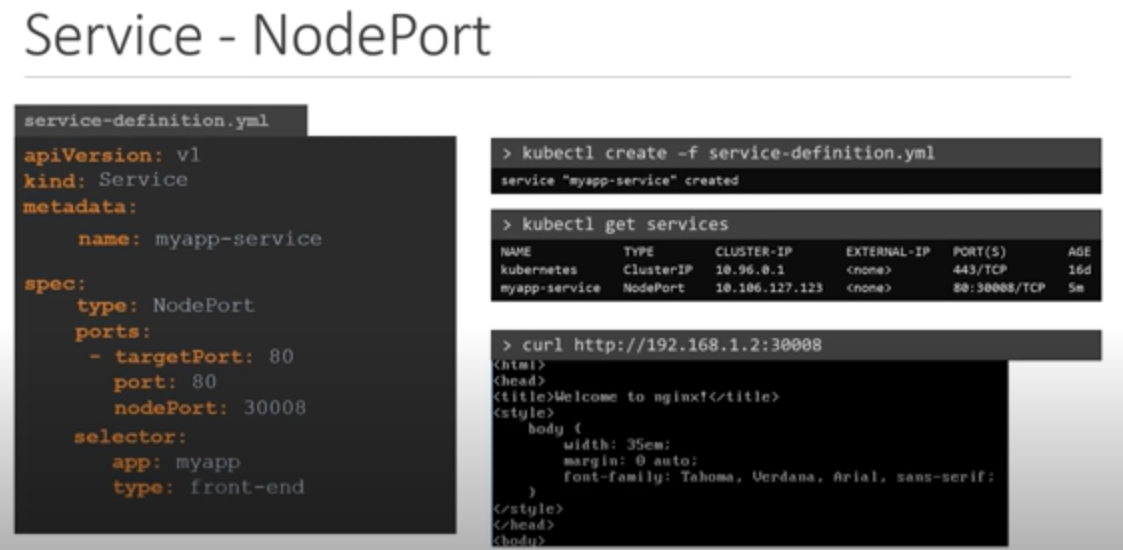 Service - NodePort
service-definition.yml
apiVersion: v1
kind: Service
metadata:
name: myapp-service
spec:
type: NodePort
ports:
- targetPort: 80
port: 80
nodePort: 30008
selector:
app: myapp
type: front-end
> kubectl create –f service-definition.yml
service "myapp-service" created
> kubectl get services
NAME TYPE CLUSTER-IP EXTERNAL-IP PORT(S) AGE
kubernetes ClusterIP 10.96.0.1 <none> 443/TCP 16d
myapp-service NodePort 10.106.127.123 <none> 80:30008/TCP 5m
> curl http://192.168.1.2:30008
<html>
<head>
<title>Welcome to nginx!</title>
<style>
body {
width: 35em;
margin: 0 auto;
font-family: Tahoma, Verdana, Arial, sans-serif;
}
</style>
</head>
<body>